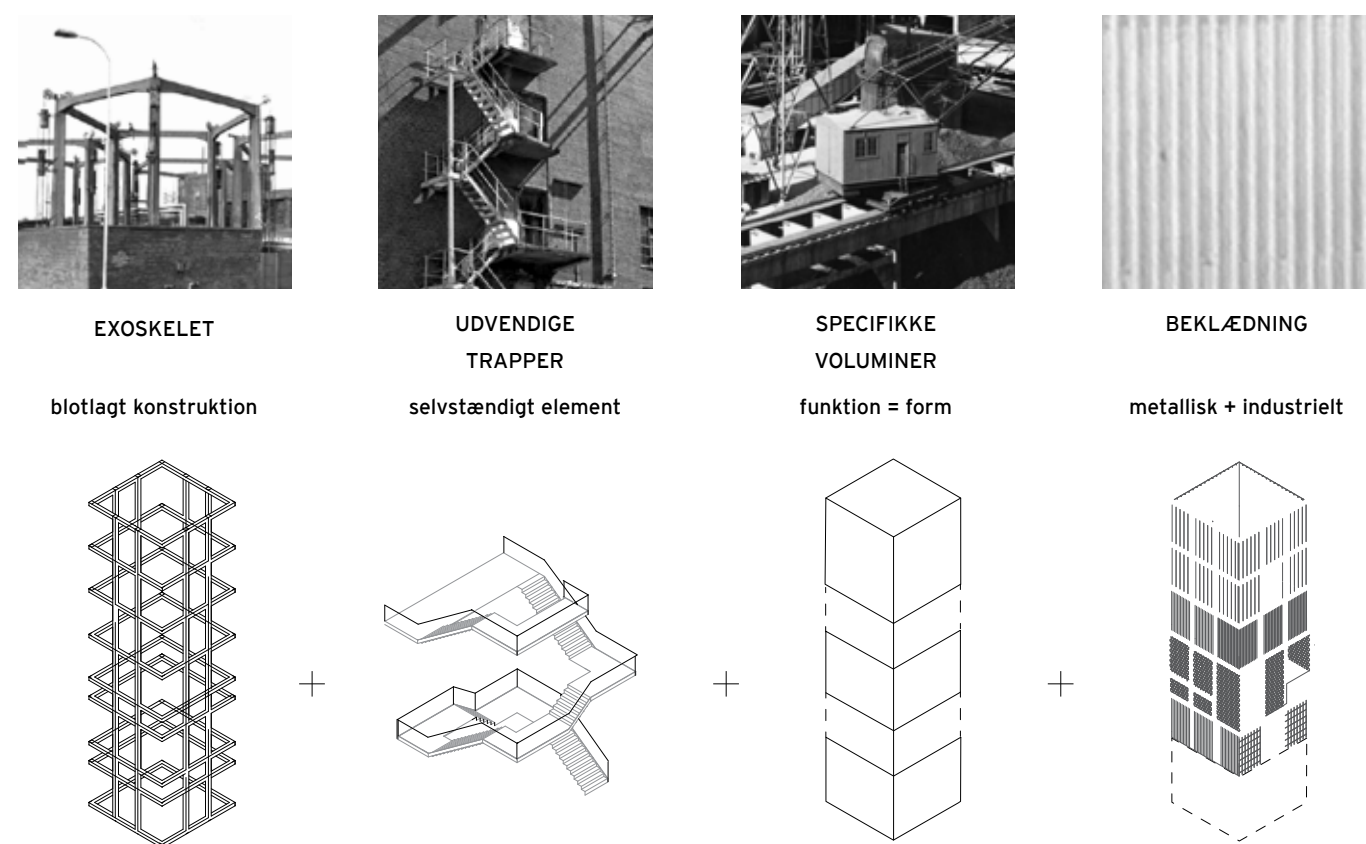 EXOSKELET
blotlagt konstruktion
UDVENDIGE
TRAPPER
selvstændigt element
SPECIFIKKE
VOLUMINER
funktion = form
BEKLÆDNING
metallisk + industrielt